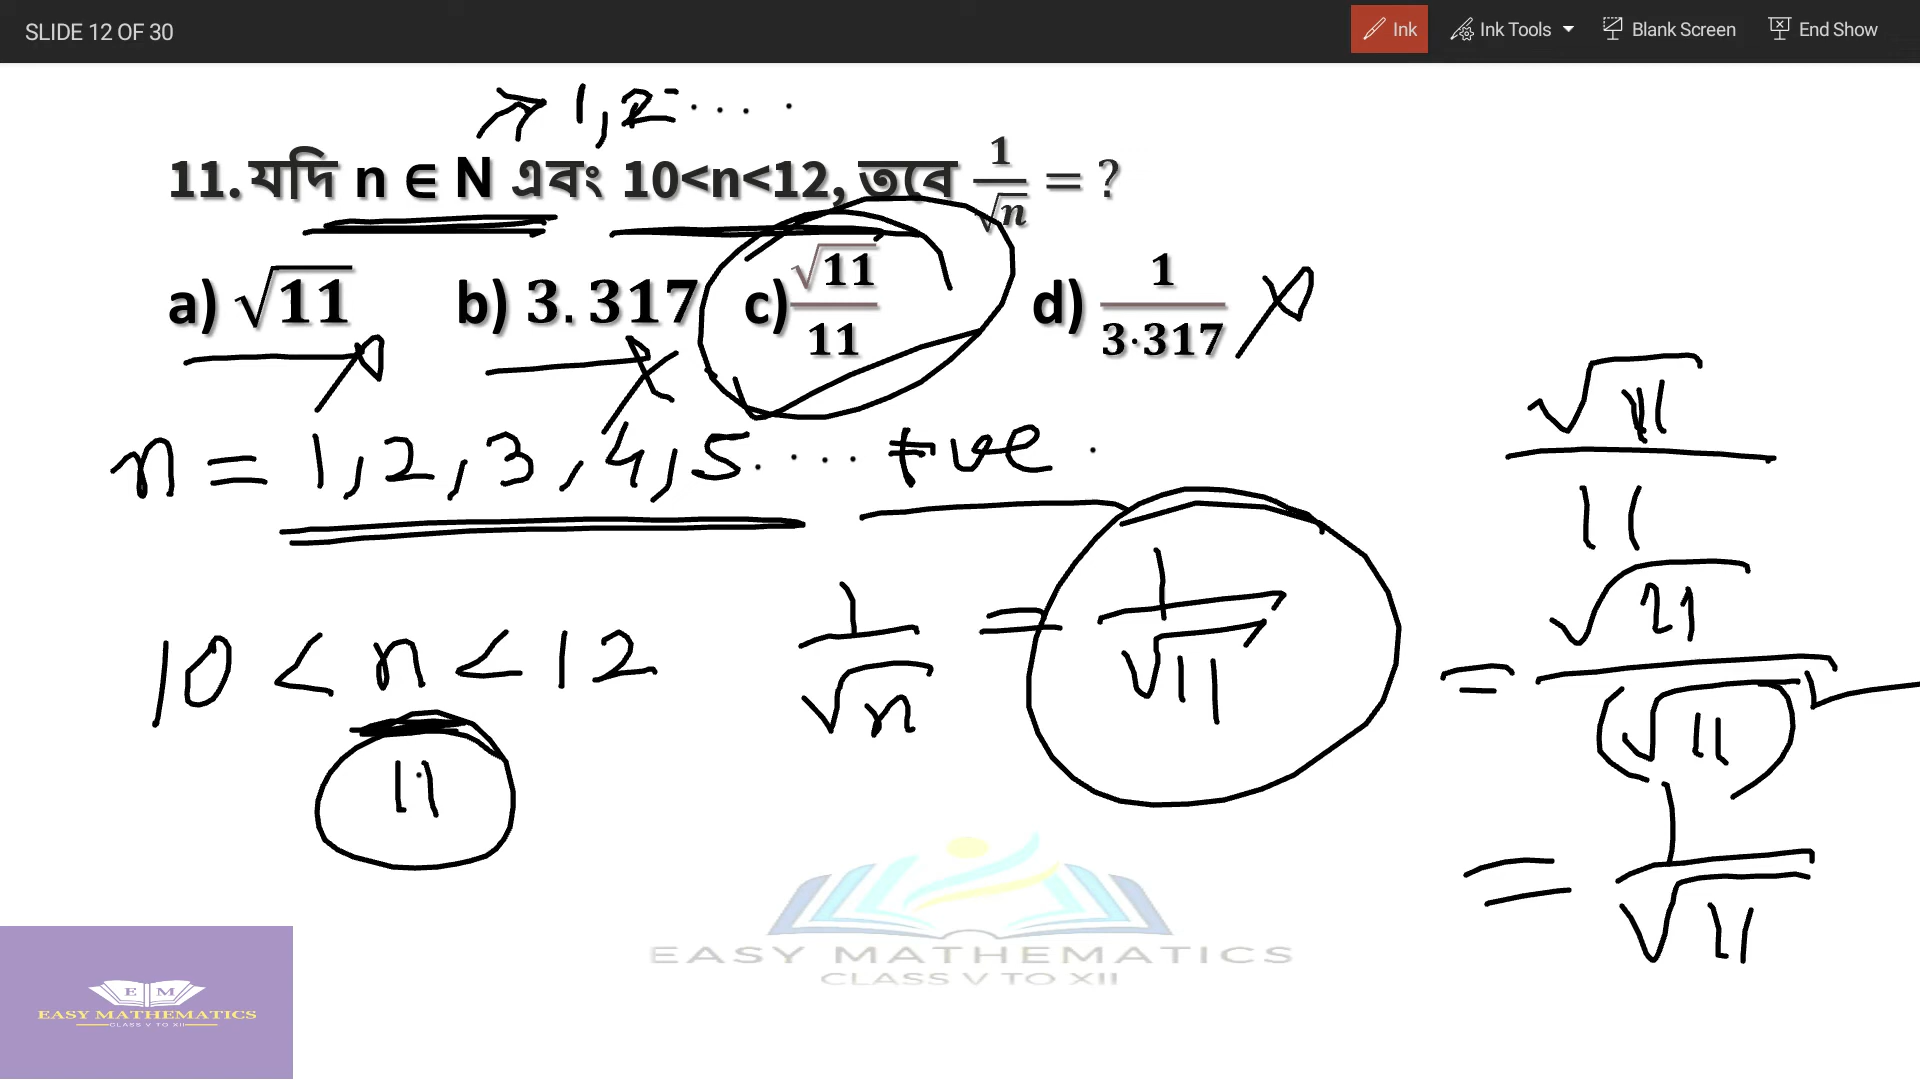 SLIDE 12 OF 30 Ink Ink Tools Blank Screen End Show
→ 1, 2 ....
11. যদি n ∈ N এবং 10<n<12, তবে 1/√n = ?
a) √11 b) 3.317 c) √11/11 d) 1/3·317
n = 1, 2, 3, 4, 5 .... +ve
√11/11
10 < n < 12
11
1/√n = 1/√11
= √11/(√11)²
= 1/√11
EASY MATHEMATICS
CLASS V TO XII
E M
EASY MATHEMATICS
CLASS V TO XII